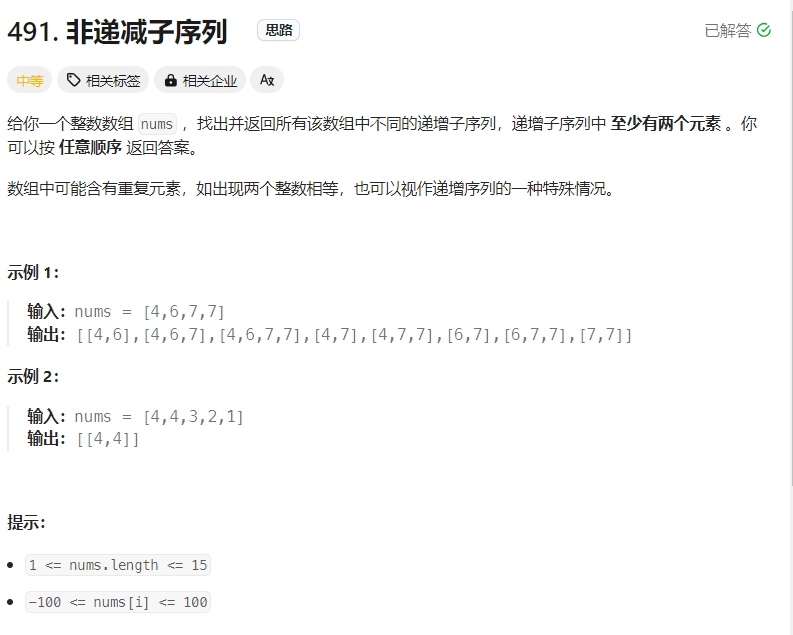 491. 非递减子序列 思路 已解答
中等 相关标签 相关企业 Ax
给你一个整数数组 nums ，找出并返回所有该数组中不同的递增子序列，递增子序列中 至少有两个元素 。你
可以按 任意顺序 返回答案。
数组中可能含有重复元素，如出现两个整数相等，也可以视作递增序列的一种特殊情况。
示例 1：
输入：nums = [4,6,7,7]
输出：[[4,6],[4,6,7],[4,6,7,7],[4,7],[4,7,7],[6,7],[6,7,7],[7,7]]
示例 2：
输入：nums = [4,4,3,2,1]
输出：[[4,4]]
提示：
1 <= nums.length <= 15
-100 <= nums[i] <= 100